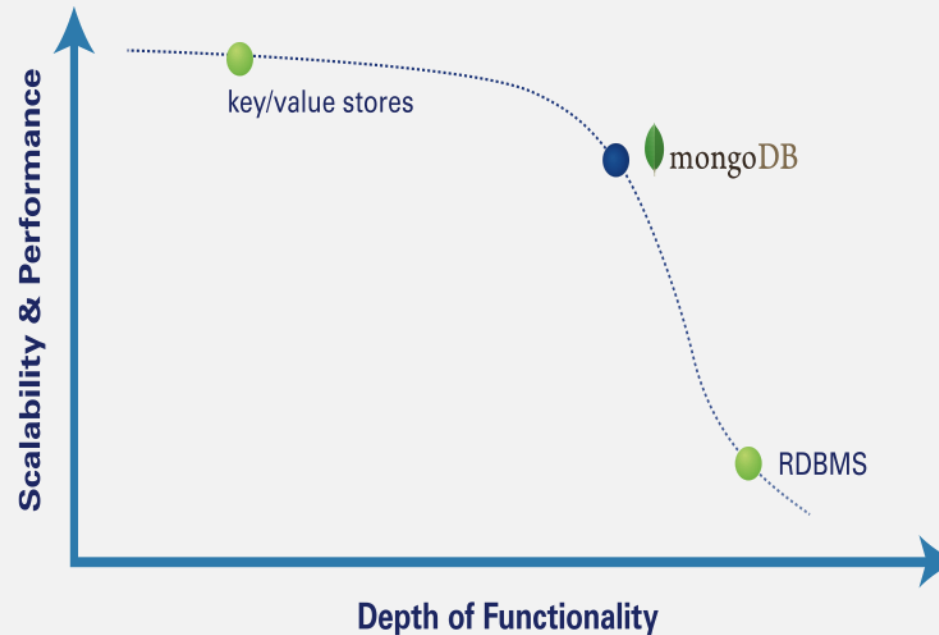 Scalability & Performance
key/value stores
mongoDB
RDBMS
Depth of Functionality